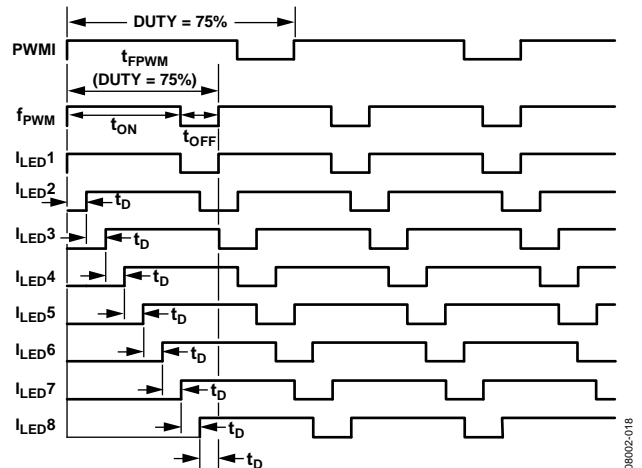 DUTY = 75%
PWMI
tFPWM
(DUTY = 75%)
fPWM
tON
tOFF
ILED1
ILED2
tD
ILED3
tD
ILED4
tD
ILED5
tD
ILED6
tD
ILED7
tD
ILED8
tD
tD
08002-018